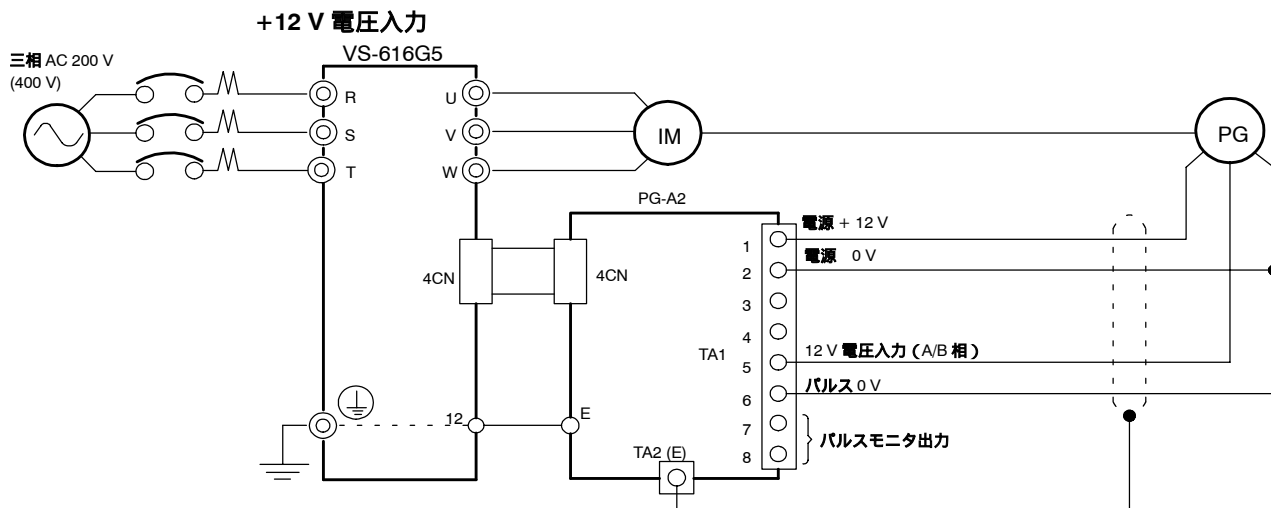 +12 V 電圧入力
VS-616G5
三相 AC 200 V
(400 V)
R
U
S
V
T
W
IM
PG
PG-A2
電源 + 12 V
1
電源 0 V
2
4CN
4CN
3
4
TA1
12 V 電圧入力 ( A/B 相 )
5
パルス 0 V
6
12
E
7
パルスモニタ出力
TA2 (E)
8